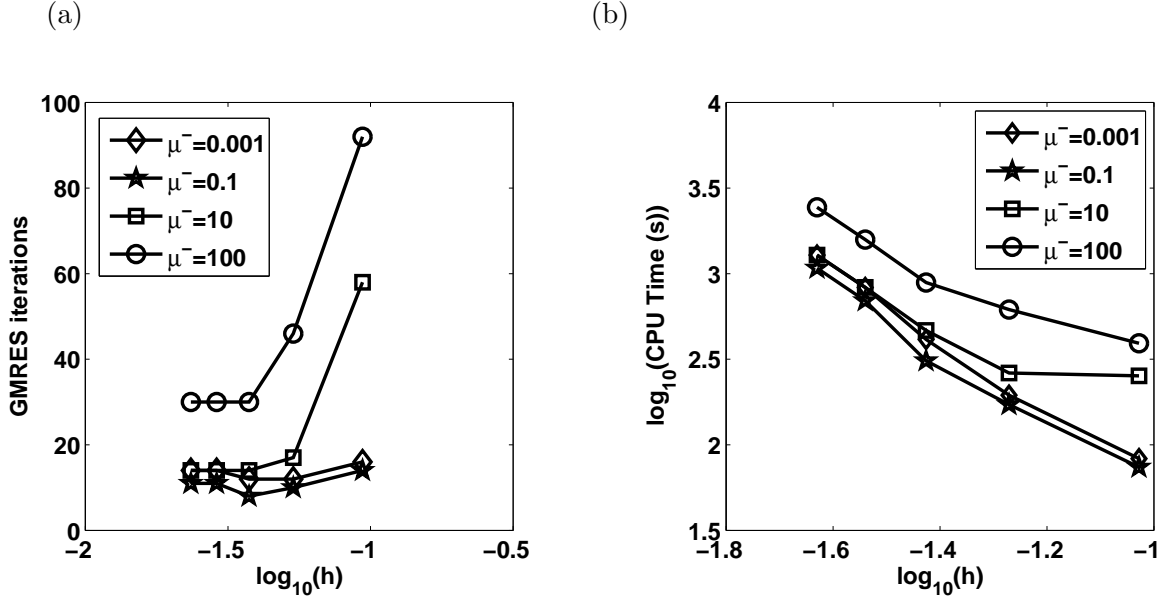 (a)
(b)
100
80
60
40
20
0
GMRES iterations
μ⁻=0.001
μ⁻=0.1
μ⁻=10
μ⁻=100
−2
−1.5
−1
−0.5
log₁₀(h)
4
3.5
3
2.5
2
1.5
log₁₀(CPU Time (s))
μ⁻=0.001
μ⁻=0.1
μ⁻=10
μ⁻=100
−1.8
−1.6
−1.4
−1.2
−1
log₁₀(h)